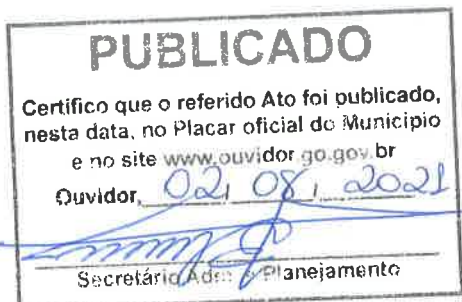 PUBLICADO
Certifico que o referido Ato foi publicado,
nesta data, no Placar oficial do Municipio
e no site www.ouvidor.go.gov.br
Ouvidor, 02, 08, 2021
Secretário Adm. e Planejamento